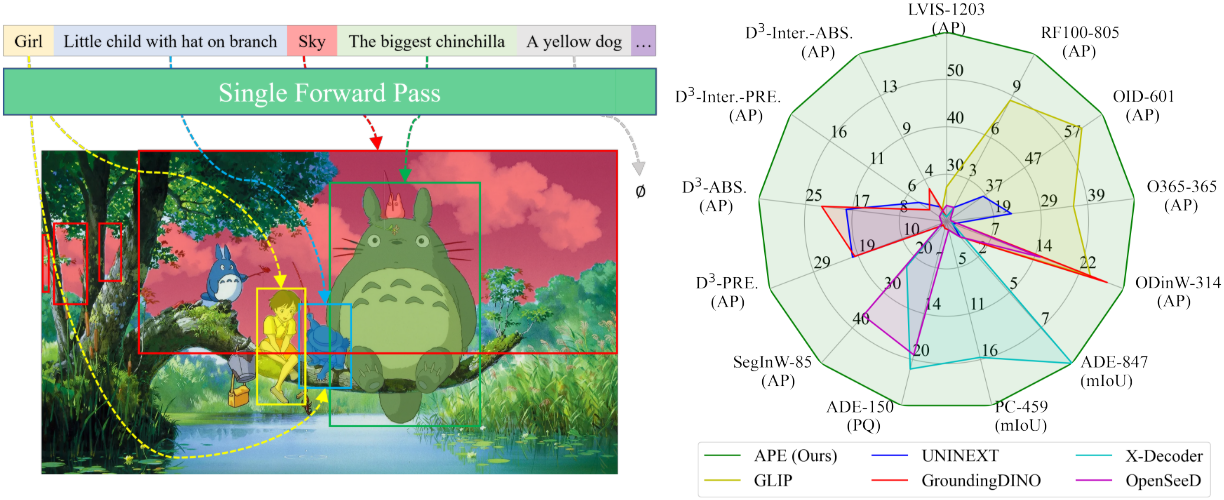 Girl Little child with hat on branch Sky The biggest chinchilla A yellow dog ...
Single Forward Pass
ø
LVIS-1203
(AP)
RF100-805
(AP)
OID-601
(AP)
O365-365
(AP)
ODinW-314
(AP)
ADE-847
(mIoU)
PC-459
(mIoU)
ADE-150
(PQ)
SegInW-85
(AP)
D³-PRE.
(AP)
D³-ABS.
(AP)
D³-Inter.-PRE.
(AP)
D³-Inter.-ABS.
(AP)
30 40 50
3 6 9
37 47 57
19 29 39
7 14 22
2 5 7
5 11 16
14 20
20 30 40
10 19 29
8 17 25
6 11 16
4 9 13
APE (Ours) UNINEXT X-Decoder
GLIP GroundingDINO OpenSeeD